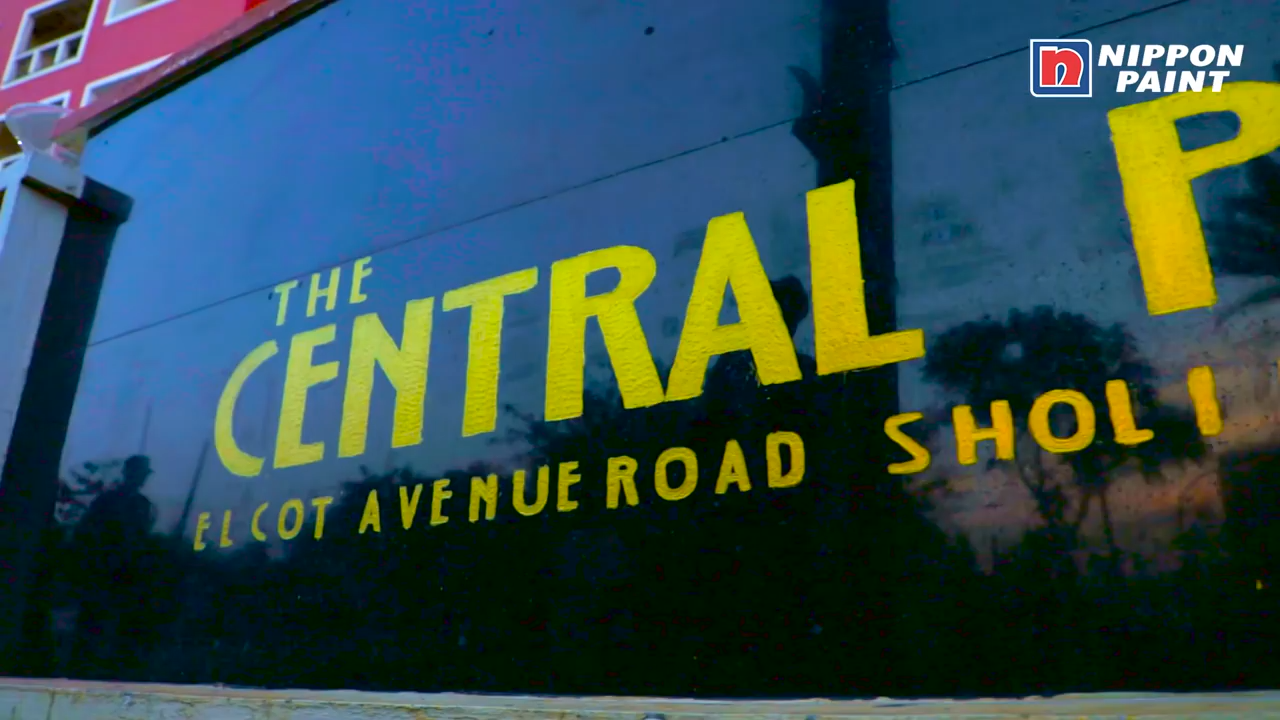 NIPPON
PAINT
THE
CENTRAL P
ELCOT AVENUE ROAD SHOLI